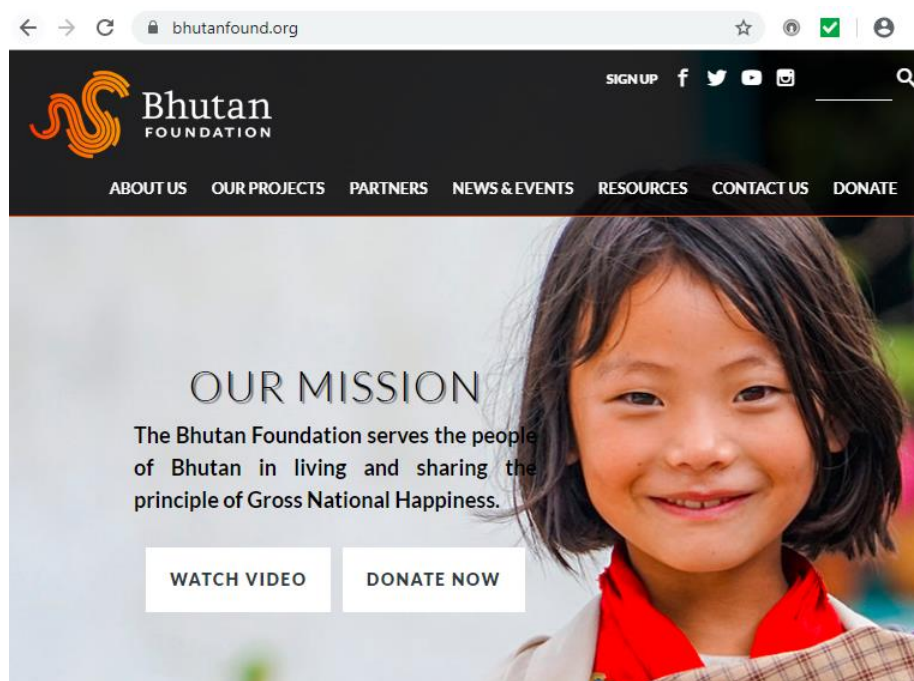 bhutanfound.org
SIGN UP
Bhutan
FOUNDATION
ABOUT US OUR PROJECTS PARTNERS NEWS & EVENTS RESOURCES CONTACT US DONATE
OUR MISSION
The Bhutan Foundation serves the people
of Bhutan in living and sharing the
principle of Gross National Happiness.
WATCH VIDEO DONATE NOW